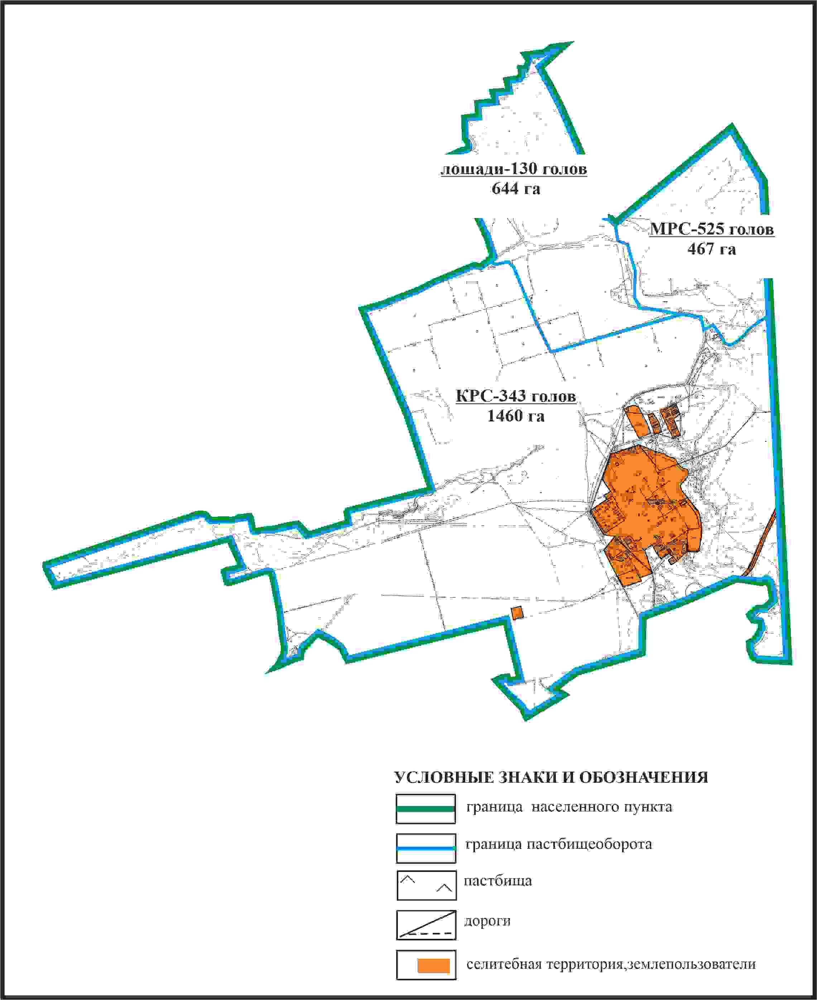 лошади-130 голов
644 га
МРС-525 голов
467 га
КРС-343 голов
1460 га
УСЛОВНЫЕ ЗНАКИ И ОБОЗНАЧЕНИЯ
граница населенного пункта
граница пастбищеоборота
пастбища
дороги
селитебная территория,землепользователи